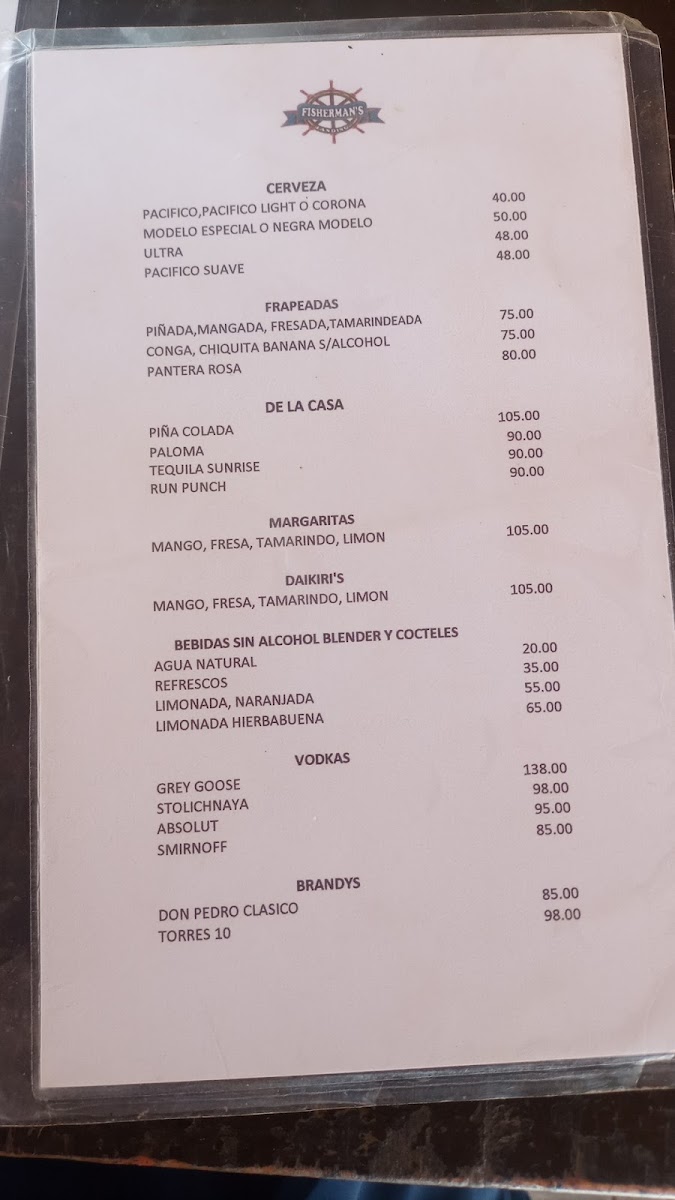 FISHERMAN'S
LANDING
CERVEZA
PACIFICO,PACIFICO LIGHT O CORONA 40.00
MODELO ESPECIAL O NEGRA MODELO 50.00
ULTRA 48.00
PACIFICO SUAVE 48.00
FRAPEADAS
PIÑADA,MANGADA, FRESADA,TAMARINDEADA 75.00
CONGA, CHIQUITA BANANA S/ALCOHOL 75.00
PANTERA ROSA 80.00
DE LA CASA
PIÑA COLADA 105.00
PALOMA 90.00
TEQUILA SUNRISE 90.00
RUN PUNCH 90.00
MARGARITAS
MANGO, FRESA, TAMARINDO, LIMON 105.00
DAIKIRI'S
MANGO, FRESA, TAMARINDO, LIMON 105.00
BEBIDAS SIN ALCOHOL BLENDER Y COCTELES
AGUA NATURAL 20.00
REFRESCOS 35.00
LIMONADA, NARANJADA 55.00
LIMONADA HIERBABUENA 65.00
VODKAS
GREY GOOSE 138.00
STOLICHNAYA 98.00
ABSOLUT 95.00
SMIRNOFF 85.00
BRANDYS
DON PEDRO CLASICO 85.00
TORRES 10 98.00